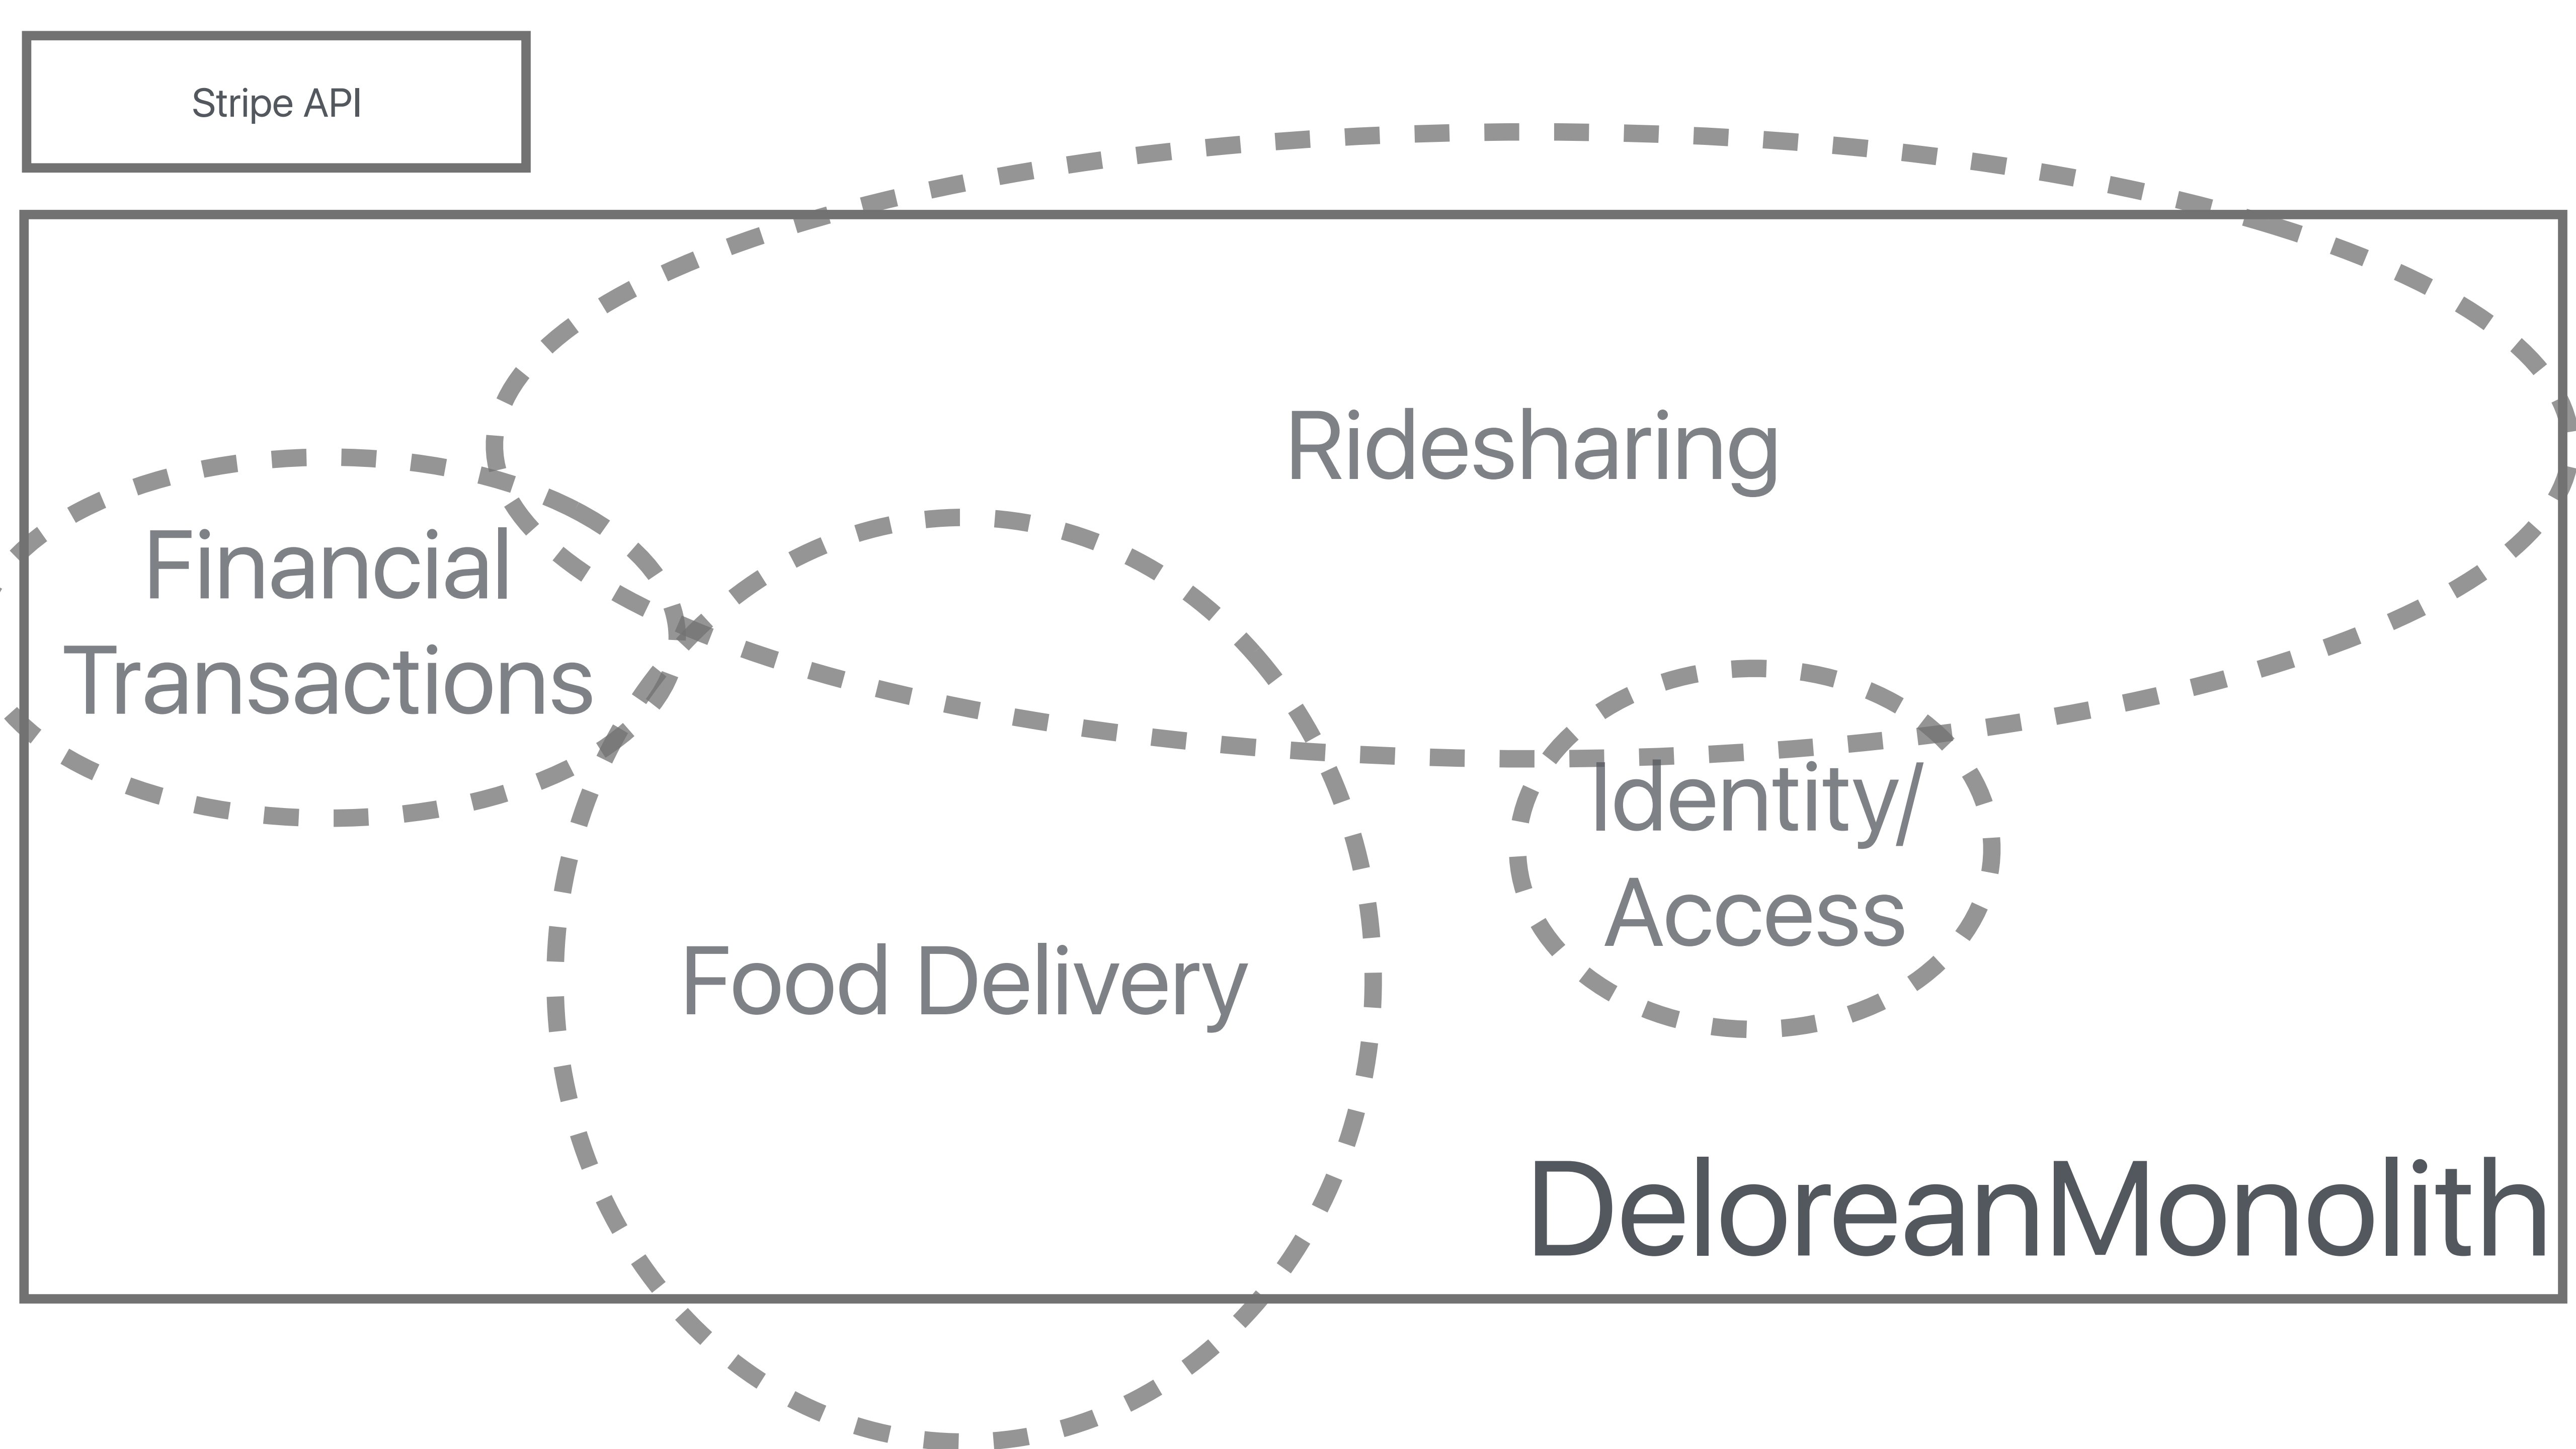 Stripe API
Ridesharing
Financial
Transactions
Identity/
Access
Food Delivery
DeloreanMonolith